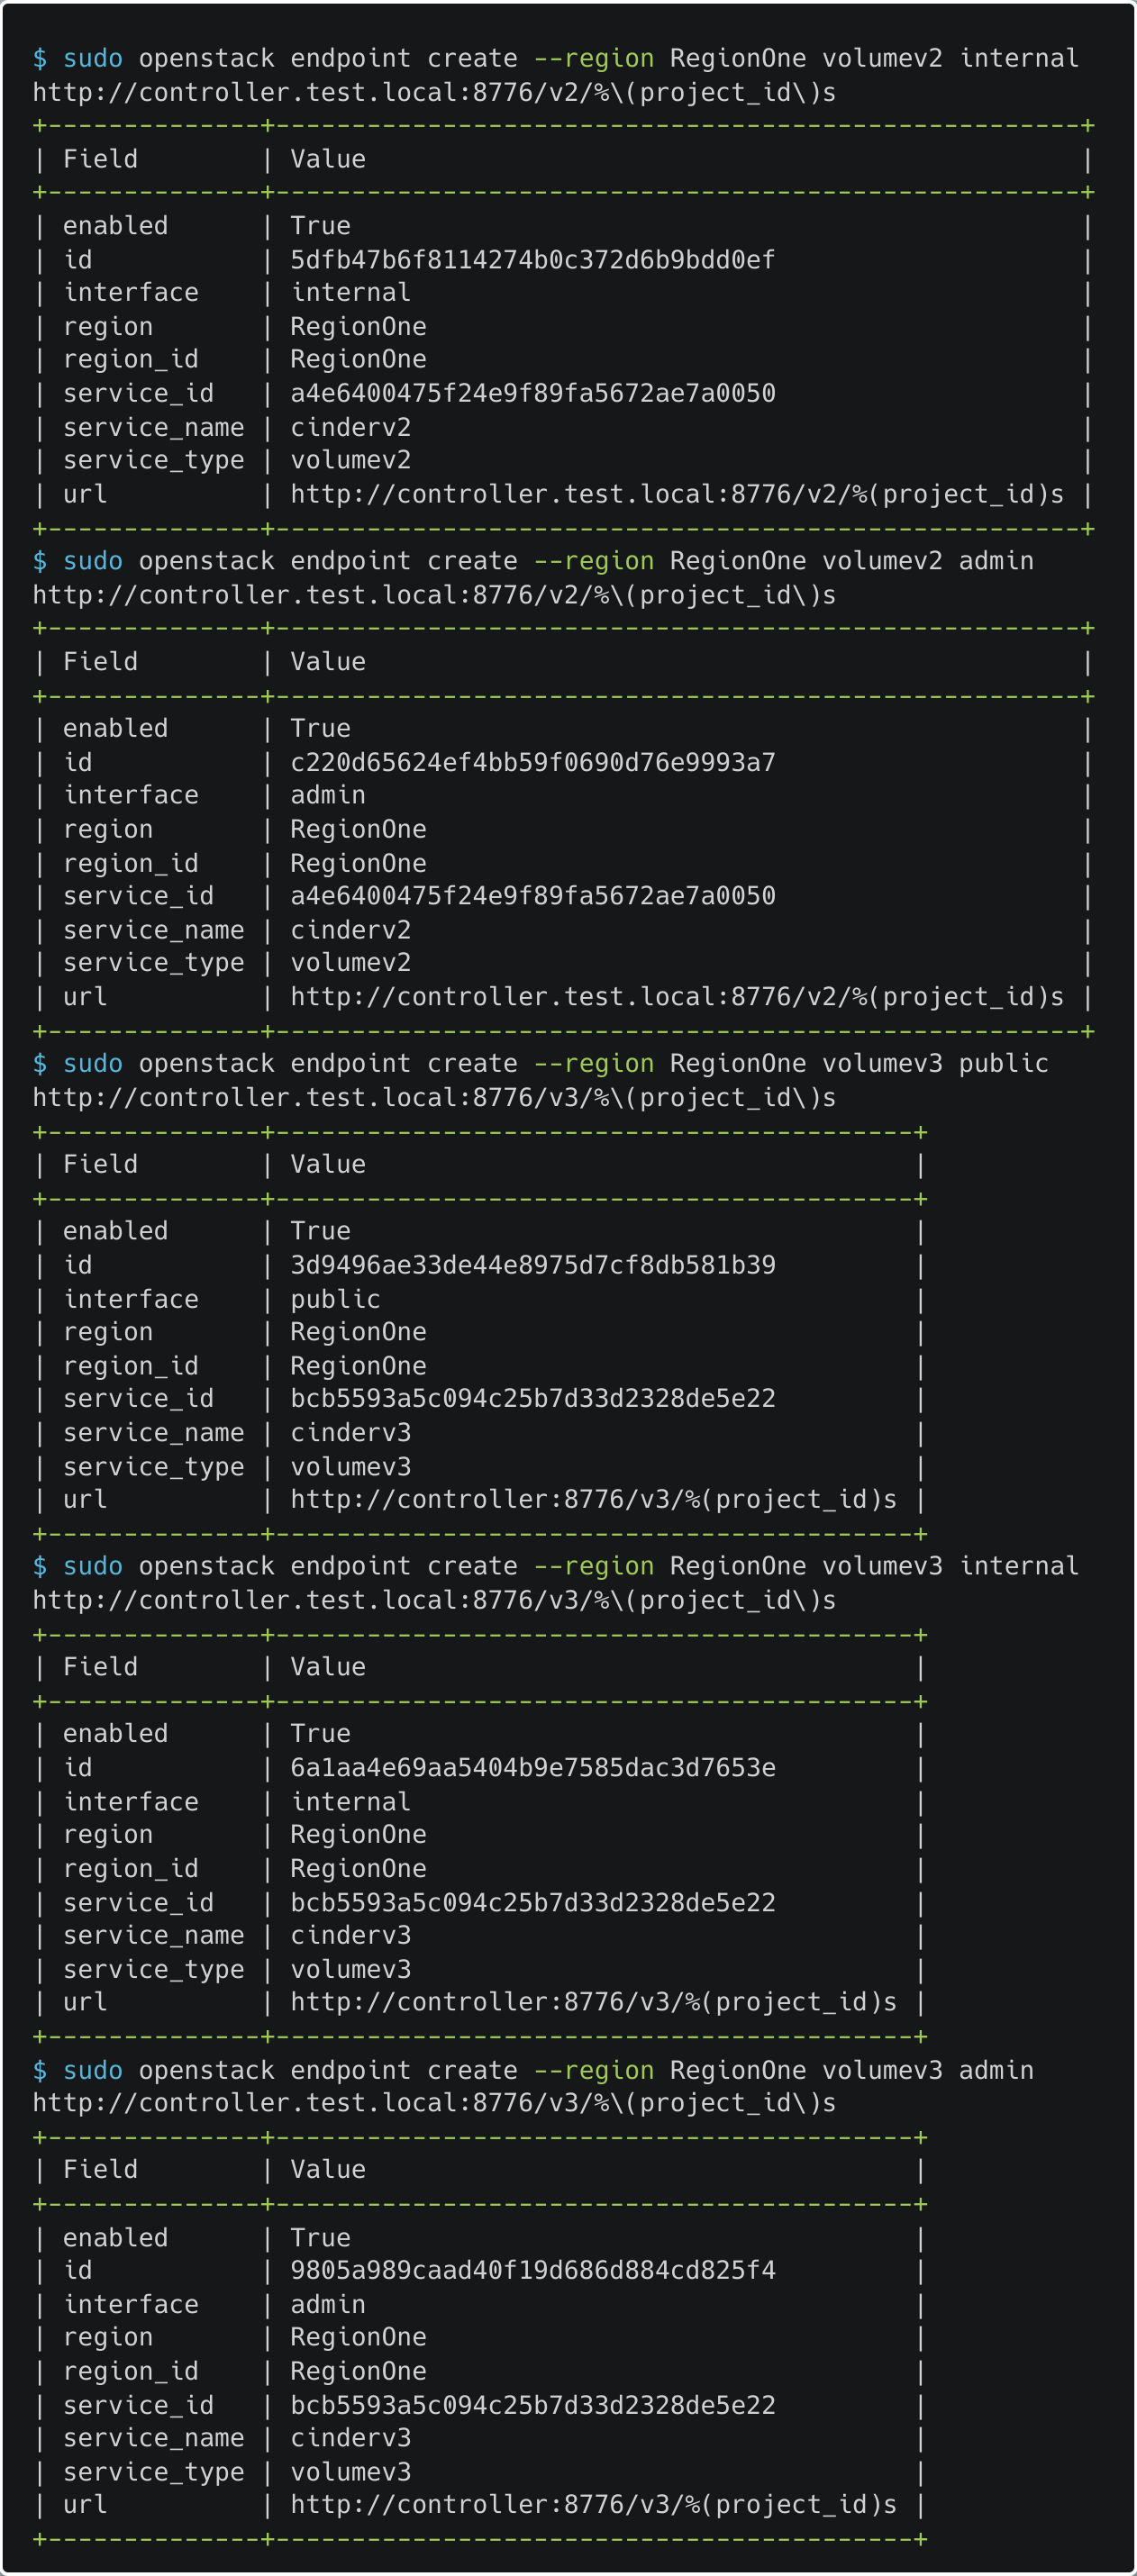 $ sudo openstack endpoint create --region RegionOne volumev2 internal
http://controller.test.local:8776/v2/%\(project_id\)s
+--------------+-----------------------------------------------------+
| Field        | Value                                               |
+--------------+-----------------------------------------------------+
| enabled      | True                                                |
| id           | 5dfb47b6f8114274b0c372d6b9bdd0ef                    |
| interface    | internal                                            |
| region       | RegionOne                                           |
| region_id    | RegionOne                                           |
| service_id   | a4e6400475f24e9f89fa5672ae7a0050                    |
| service_name | cinderv2                                            |
| service_type | volumev2                                            |
| url          | http://controller.test.local:8776/v2/%(project_id)s |
+--------------+-----------------------------------------------------+
$ sudo openstack endpoint create --region RegionOne volumev2 admin
http://controller.test.local:8776/v2/%\(project_id\)s
+--------------+-----------------------------------------------------+
| Field        | Value                                               |
+--------------+-----------------------------------------------------+
| enabled      | True                                                |
| id           | c220d65624ef4bb59f0690d76e9993a7                    |
| interface    | admin                                               |
| region       | RegionOne                                           |
| region_id    | RegionOne                                           |
| service_id   | a4e6400475f24e9f89fa5672ae7a0050                    |
| service_name | cinderv2                                            |
| service_type | volumev2                                            |
| url          | http://controller.test.local:8776/v2/%(project_id)s |
+--------------+-----------------------------------------------------+
$ sudo openstack endpoint create --region RegionOne volumev3 public
http://controller.test.local:8776/v3/%\(project_id\)s
+--------------+------------------------------------------+
| Field        | Value                                    |
+--------------+------------------------------------------+
| enabled      | True                                     |
| id           | 3d9496ae33de44e8975d7cf8db581b39         |
| interface    | public                                   |
| region       | RegionOne                                |
| region_id    | RegionOne                                |
| service_id   | bcb5593a5c094c25b7d33d2328de5e22         |
| service_name | cinderv3                                 |
| service_type | volumev3                                 |
| url          | http://controller:8776/v3/%(project_id)s |
+--------------+------------------------------------------+
$ sudo openstack endpoint create --region RegionOne volumev3 internal
http://controller.test.local:8776/v3/%\(project_id\)s
+--------------+------------------------------------------+
| Field        | Value                                    |
+--------------+------------------------------------------+
| enabled      | True                                     |
| id           | 6a1aa4e69aa5404b9e7585dac3d7653e         |
| interface    | internal                                 |
| region       | RegionOne                                |
| region_id    | RegionOne                                |
| service_id   | bcb5593a5c094c25b7d33d2328de5e22         |
| service_name | cinderv3                                 |
| service_type | volumev3                                 |
| url          | http://controller:8776/v3/%(project_id)s |
+--------------+------------------------------------------+
$ sudo openstack endpoint create --region RegionOne volumev3 admin
http://controller.test.local:8776/v3/%\(project_id\)s
+--------------+------------------------------------------+
| Field        | Value                                    |
+--------------+------------------------------------------+
| enabled      | True                                     |
| id           | 9805a989caad40f19d686d884cd825f4         |
| interface    | admin                                    |
| region       | RegionOne                                |
| region_id    | RegionOne                                |
| service_id   | bcb5593a5c094c25b7d33d2328de5e22         |
| service_name | cinderv3                                 |
| service_type | volumev3                                 |
| url          | http://controller:8776/v3/%(project_id)s |
+--------------+------------------------------------------+